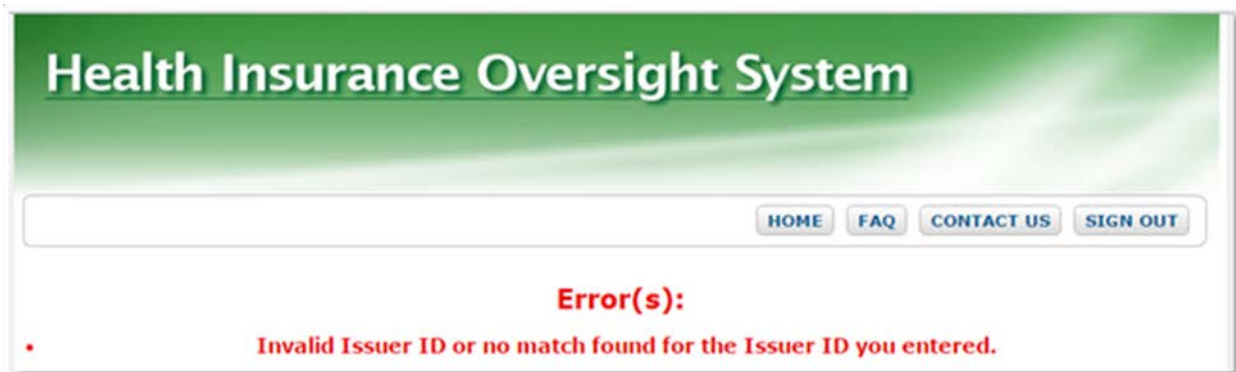 Health Insurance Oversight System
HOME FAQ CONTACT US SIGN OUT
Error(s):
• Invalid Issuer ID or no match found for the Issuer ID you entered.